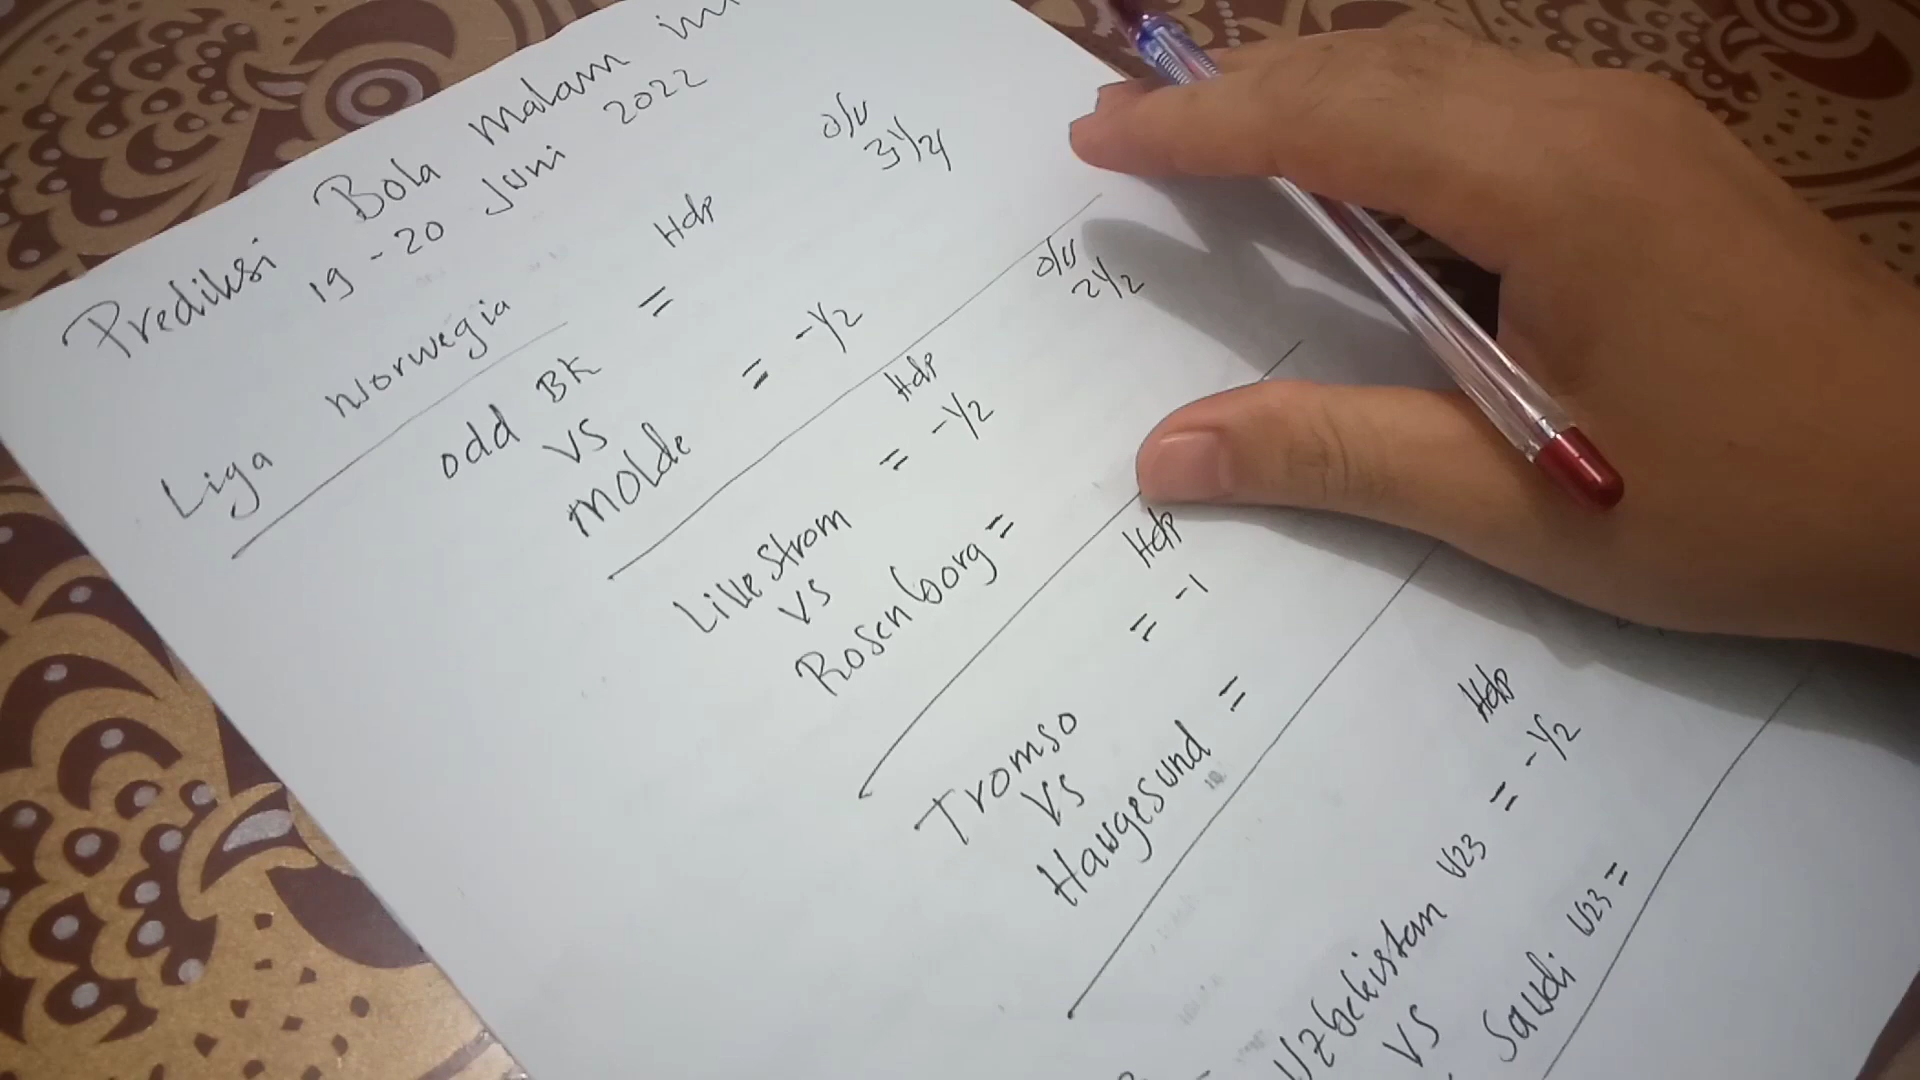 Prediksi Bola Malam ini
19 - 20 Juni 2022
Liga Norwegia
Hdp O/U
odd BK = 3 1/4
VS
MOLde = -1/2
Hdp O/U
LilleStrom = -1/2 2 1/2
VS
Rosenborg =
Hdp
Tromso = -1
VS
Haugesund =
Hdp
Uzbekistan U23 = -1/2
VS
Saudi U23 =